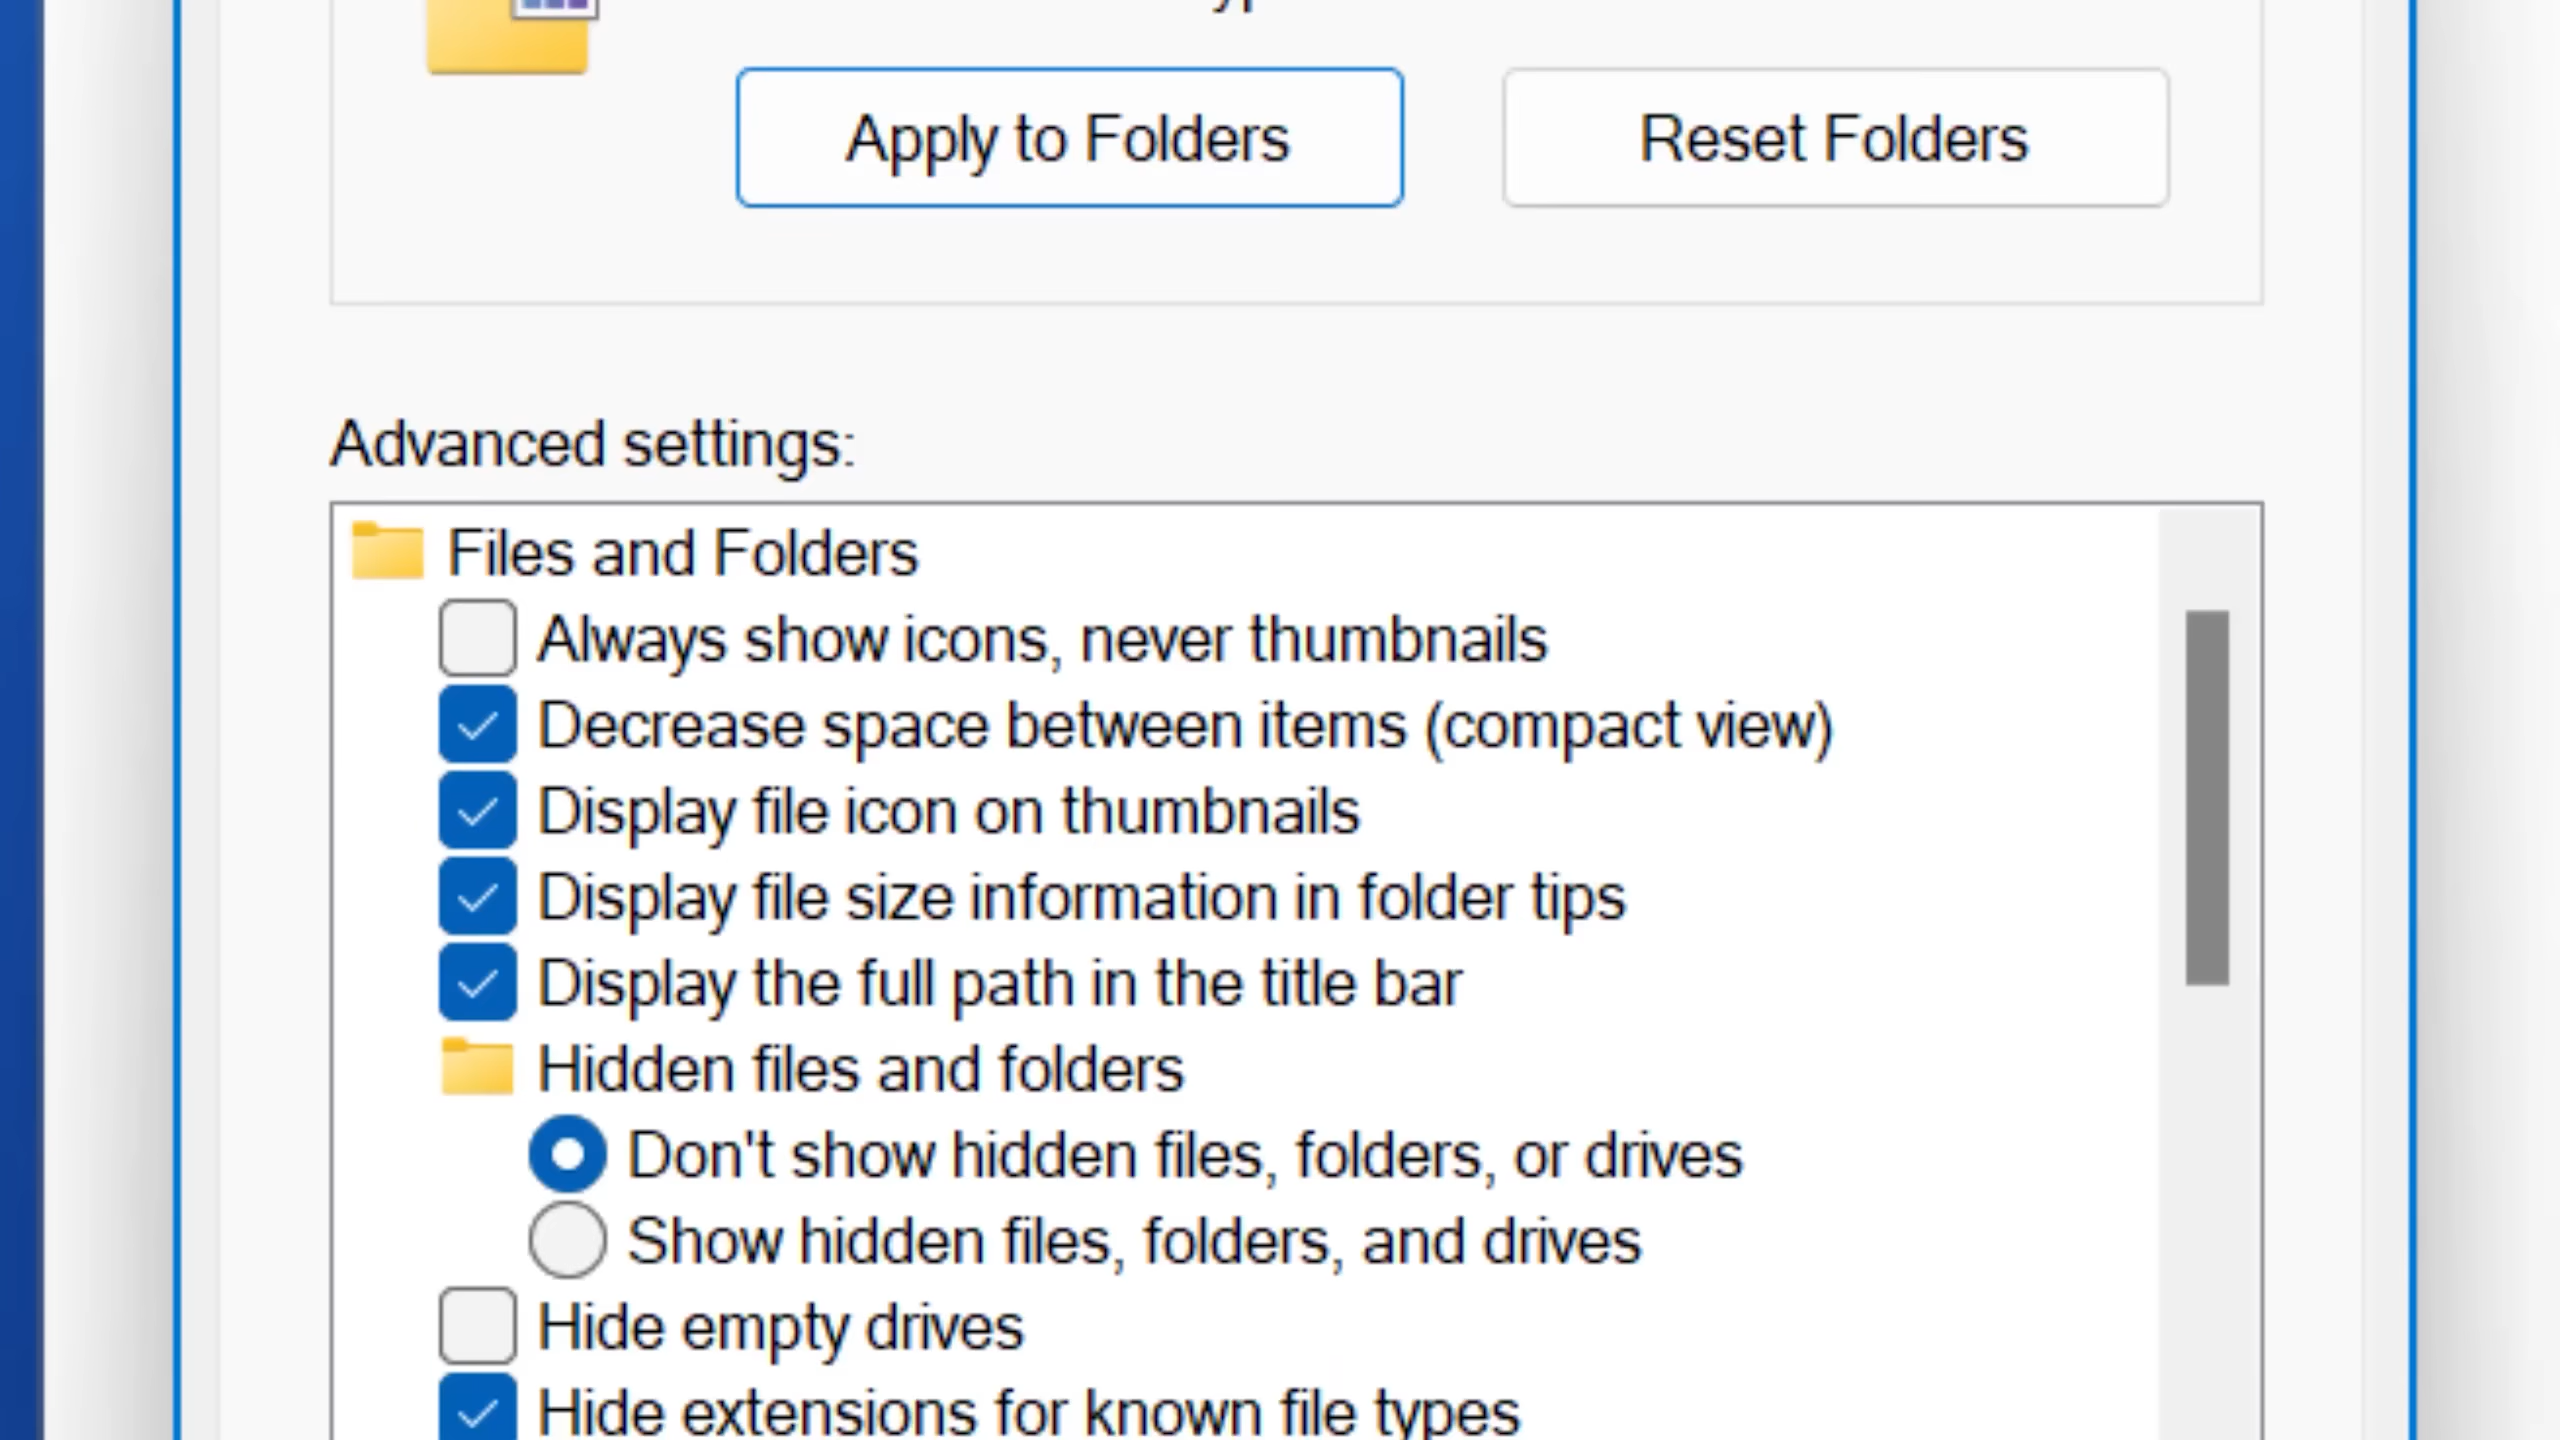 Apply to Folders
Reset Folders
Advanced settings:
Files and Folders
Always show icons, never thumbnails
Decrease space between items (compact view)
Display file icon on thumbnails
Display file size information in folder tips
Display the full path in the title bar
Hidden files and folders
Don't show hidden files, folders, or drives
Show hidden files, folders, and drives
Hide empty drives
Hide extensions for known file types